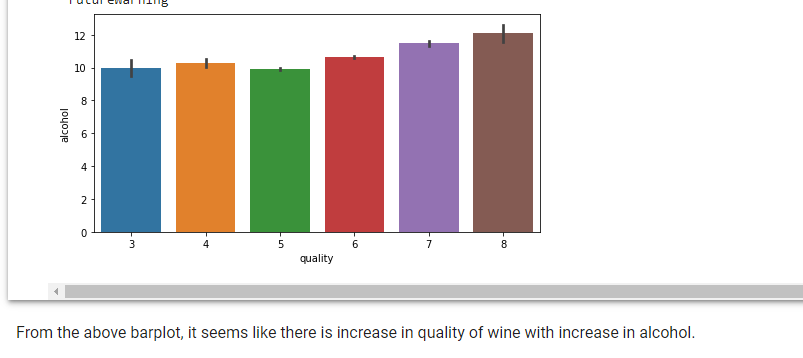 FutureWarning
12
10
8
6
4
2
0
alcohol
3 4 5 6 7 8
quality
From the above barplot, it seems like there is increase in quality of wine with increase in alcohol.